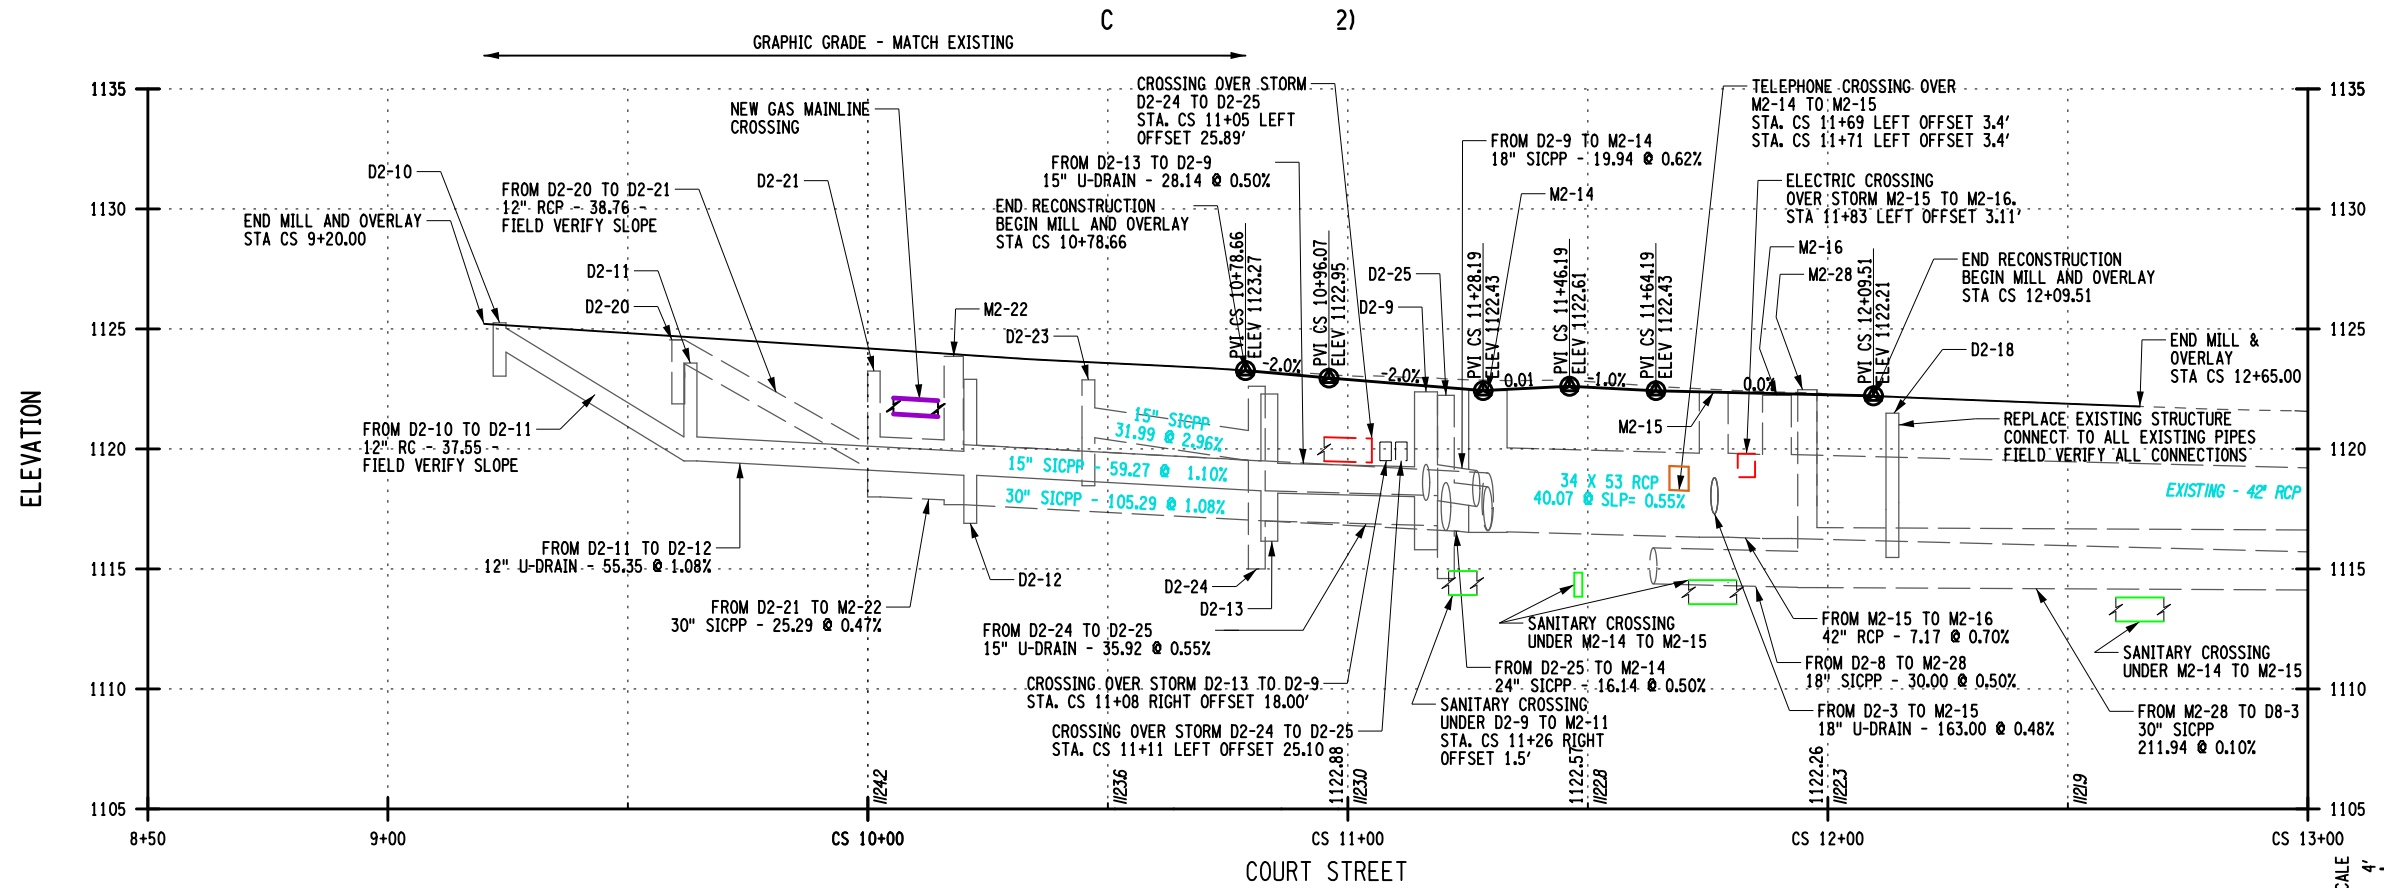 C 2)
GRAPHIC GRADE - MATCH EXISTING
1135
1130
1125
1120
1115
1110
1105
ELEVATION
END MILL AND OVERLAY
STA CS 9+20.00
D2-10
FROM D2-20 TO D2-21
12" RCP - 38.76 -
FIELD VERIFY SLOPE
D2-11
D2-20
FROM D2-10 TO D2-11
12" RC - 37.55 -
FIELD VERIFY SLOPE
FROM D2-11 TO D2-12
12" U-DRAIN - 55.35 @ 1.08%
NEW GAS MAINLINE
CROSSING
D2-21
M2-22
D2-23
FROM D2-21 TO M2-22
30" SICPP - 25.29 @ 0.47%
D2-12
15" SICPP
31.99 @ 2.96%
15" SICPP - 59.27 @ 1.10%
30" SICPP - 105.29 @ 1.08%
CROSSING OVER STORM
D2-24 TO D2-25
STA. CS 11+05 LEFT
OFFSET 25.89'
FROM D2-13 TO D2-9
15" U-DRAIN - 28.14 @ 0.50%
END RECONSTRUCTION
BEGIN MILL AND OVERLAY
STA CS 10+78.66
PVI CS 10+78.66
ELEV 1123.27
-2.0%
PVI CS 10+96.07
ELEV 1122.95
-2.0%
D2-25
D2-9
D2-24
D2-13
FROM D2-24 TO D2-25
15" U-DRAIN - 35.92 @ 0.55%
CROSSING OVER STORM D2-13 TO D2-9
STA. CS 11+08 RIGHT OFFSET 18.00'
CROSSING OVER STORM D2-24 TO D2-25
STA. CS 11+11 LEFT OFFSET 25.10
FROM D2-9 TO M2-14
18" SICPP - 19.94 @ 0.62%
M2-14
PVI CS 11+28.19
ELEV 1122.43
0.01
PVI CS 11+46.19
ELEV 1122.61
-1.0%
PVI CS 11+64.19
ELEV 1122.43
0.0%
PVI CS 12+09.51
ELEV 1122.21
TELEPHONE CROSSING OVER
M2-14 TO M2-15
STA. CS 11+69 LEFT OFFSET 3.4'
STA. CS 11+71 LEFT OFFSET 3.4'
ELECTRIC CROSSING
OVER STORM M2-15 TO M2-16.
STA 11+83 LEFT OFFSET 3.11'
M2-16
M2-28
END RECONSTRUCTION
BEGIN MILL AND OVERLAY
STA CS 12+09.51
D2-18
END MILL &
OVERLAY
STA CS 12+65.00
M2-15
REPLACE EXISTING STRUCTURE
CONNECT TO ALL EXISTING PIPES
FIELD VERIFY ALL CONNECTIONS
34 X 53 RCP
40.07 @ SLP= 0.55%
EXISTING - 42" RCP
SANITARY CROSSING
UNDER M2-14 TO M2-15
FROM D2-25 TO M2-14
24" SICPP - 16.14 @ 0.50%
SANITARY CROSSING
UNDER D2-9 TO M2-11
STA. CS 11+26 RIGHT
OFFSET 1.5'
FROM M2-15 TO M2-16
42" RCP - 7.17 @ 0.70%
FROM D2-8 TO M2-28
18" SICPP - 30.00 @ 0.50%
FROM D2-3 TO M2-15
18" U-DRAIN - 163.00 @ 0.48%
SANITARY CROSSING
UNDER M2-14 TO M2-15
FROM M2-28 TO D8-3
30" SICPP
211.94 @ 0.10%
1135
1130
1125
1120
1115
1110
1105
1124.2
1123.6
1122.88
1123.0
1122.57
1122.8
1122.26
1122.3
1121.9
8+50
9+00
CS 10+00
CS 11+00
CS 12+00
CS 13+00
COURT STREET
4'